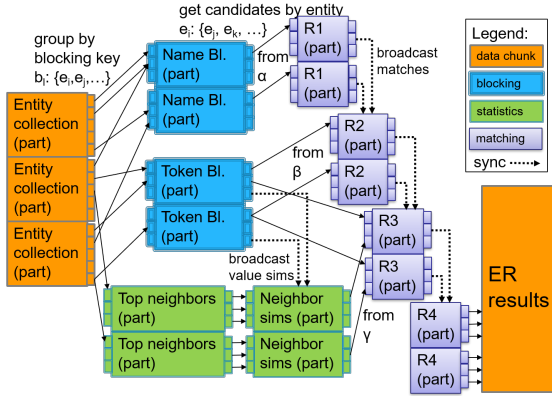 get candidates by entity
eᵢ: {eⱼ, eₖ, …}
group by
blocking key
bₗ: {eᵢ,eⱼ,…}
Name Bl.
(part)
from
α
R1
(part)
broadcast
matches
Legend:
data chunk
blocking
statistics
matching
sync
Entity
collection
(part)
Name Bl.
(part)
R1
(part)
Entity
collection
(part)
Token Bl.
(part)
from
β
R2
(part)
R2
(part)
Entity
collection
(part)
Token Bl.
(part)
broadcast
value sims
R3
(part)
R3
(part)
ER
results
Top neighbors
(part)
Neighbor
sims (part)
from
γ
R4
(part)
Top neighbors
(part)
Neighbor
sims (part)
R4
(part)